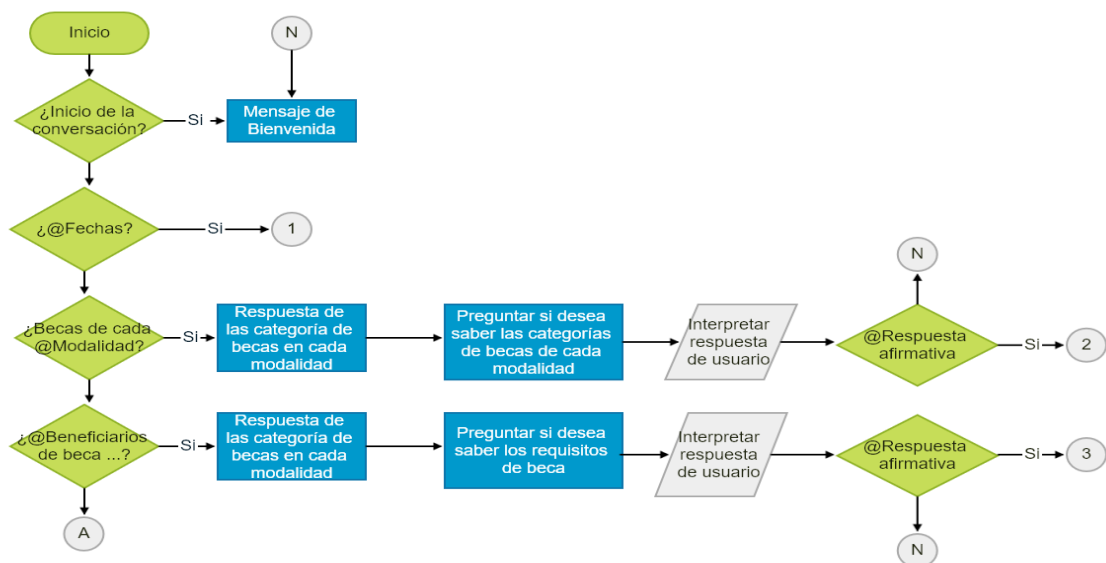 Inicio
N
¿Inicio de la
conversación?
Si
Mensaje de
Bienvenida
¿@Fechas?
Si
1
N
¿Becas de cada
@Modalidad?
Si
Respuesta de
las categoría de
becas en cada
modalidad
Preguntar si desea
saber las categorías
de becas de cada
modalidad
Interpretar
respuesta
de usuario
@Respuesta
afirmativa
Si
2
¿@Beneficiarios
de beca ...?
Si
Respuesta de
las categoría de
becas en cada
modalidad
Preguntar si desea
saber los requisitos
de beca
Interpretar
respuesta
de usuario
@Respuesta
afirmativa
Si
3
A
N